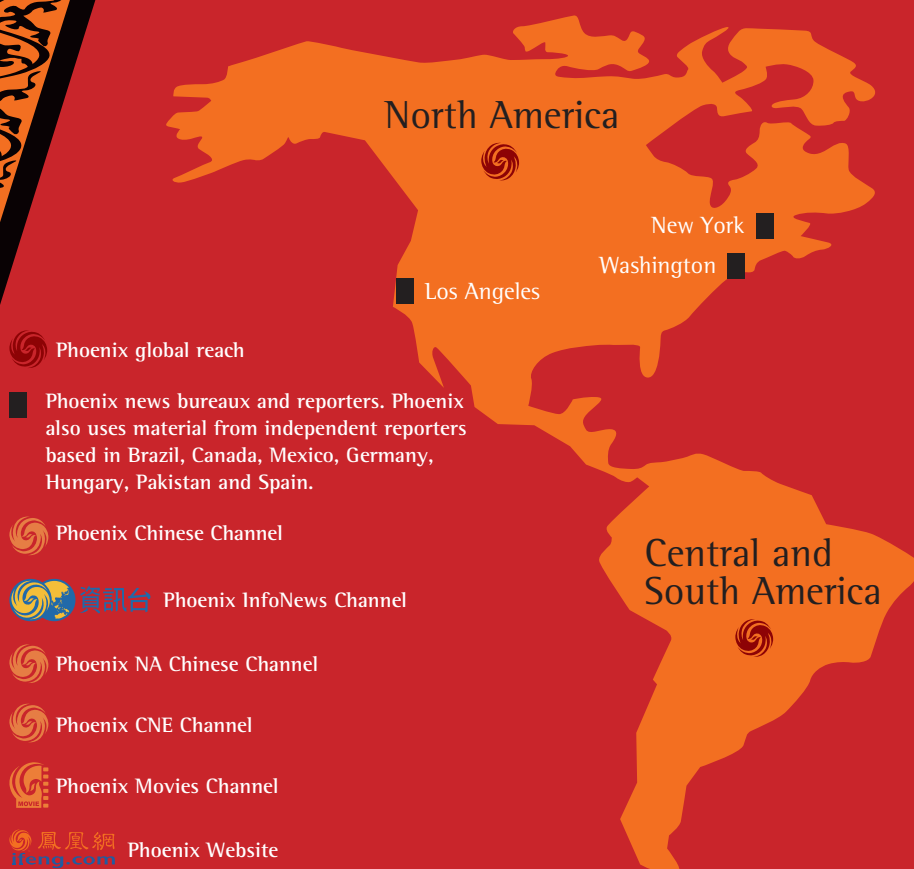 North America
New York
Washington
Los Angeles
Phoenix global reach
Phoenix news bureaux and reporters. Phoenix
also uses material from independent reporters
based in Brazil, Canada, Mexico, Germany,
Hungary, Pakistan and Spain.
Phoenix Chinese Channel
Central and
South America
資訊台 Phoenix InfoNews Channel
Phoenix NA Chinese Channel
Phoenix CNE Channel
MOVIE Phoenix Movies Channel
鳳凰網
ifeng.com Phoenix Website